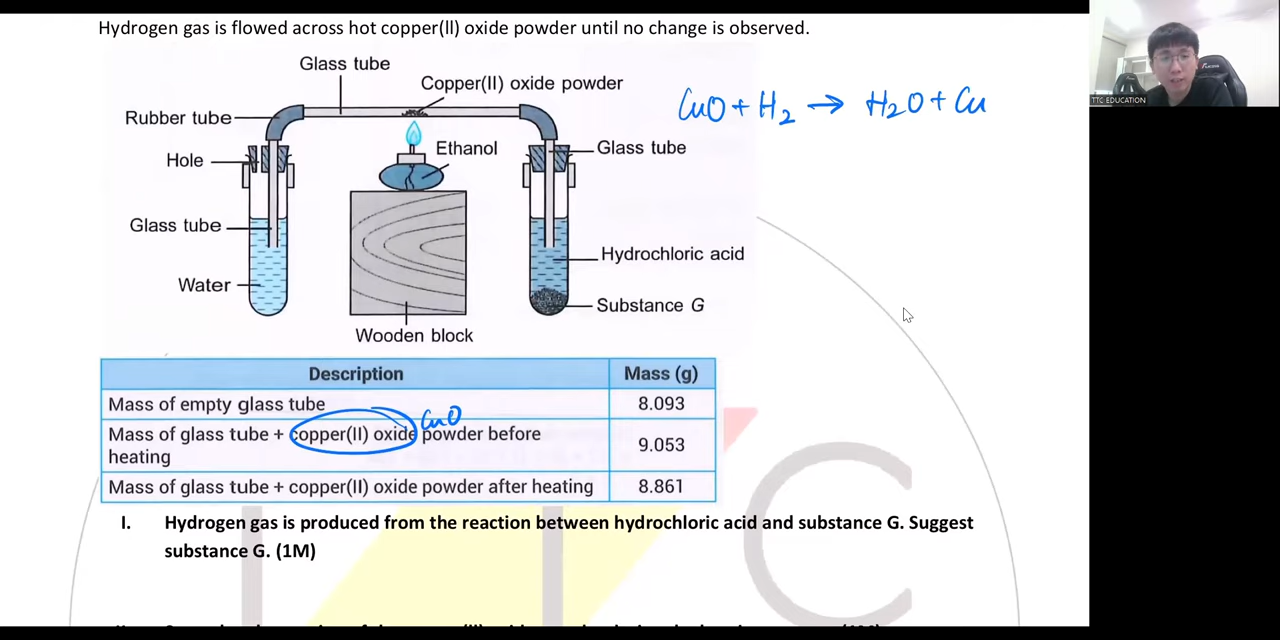 Hydrogen gas is flowed across hot copper(II) oxide powder until no change is observed.
Glass tube
Copper(II) oxide powder
CuO + H2 → H2O + Cu
Rubber tube
Ethanol
Glass tube
Hole
Glass tube
Hydrochloric acid
Water
Substance G
Wooden block
TTC EDUCATION
Description Mass (g)
Mass of empty glass tube 8.093
CuO
Mass of glass tube + copper(II) oxide powder before
heating 9.053
Mass of glass tube + copper(II) oxide powder after heating 8.861
I. Hydrogen gas is produced from the reaction between hydrochloric acid and substance G. Suggest
substance G. (1M)